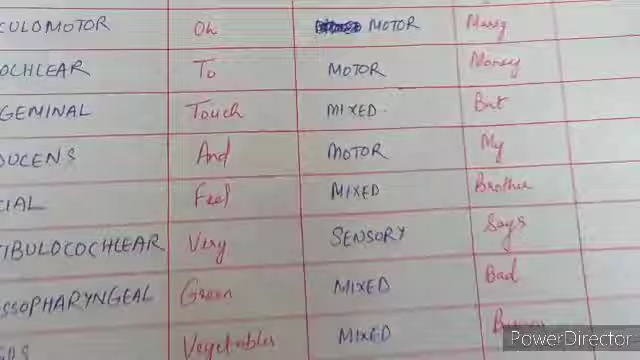 CULOMOTOR Oh MOTOR Marry
OCHLEAR To MOTOR Money
GEMINAL Touch MIXED But
DUCENS And MOTOR My
CIAL Feel MIXED Brother
TIBULOCOCHLEAR Very SENSORY Says
SSOPHARYNGEAL Green MIXED Bad
Vegetables MIXED
PowerDirector